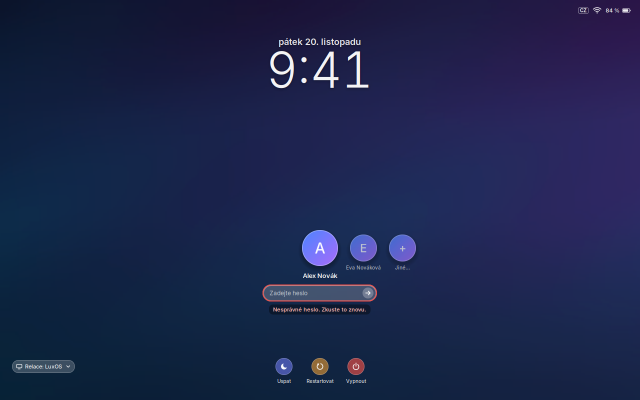 CZ 84 %
pátek 20. listopadu
9:41
A E +
Alex Novák Eva Nováková Jiné…
Zadejte heslo
Nesprávné heslo. Zkuste to znovu.
Relace: LuxOS
Uspat Restartovat Vypnout